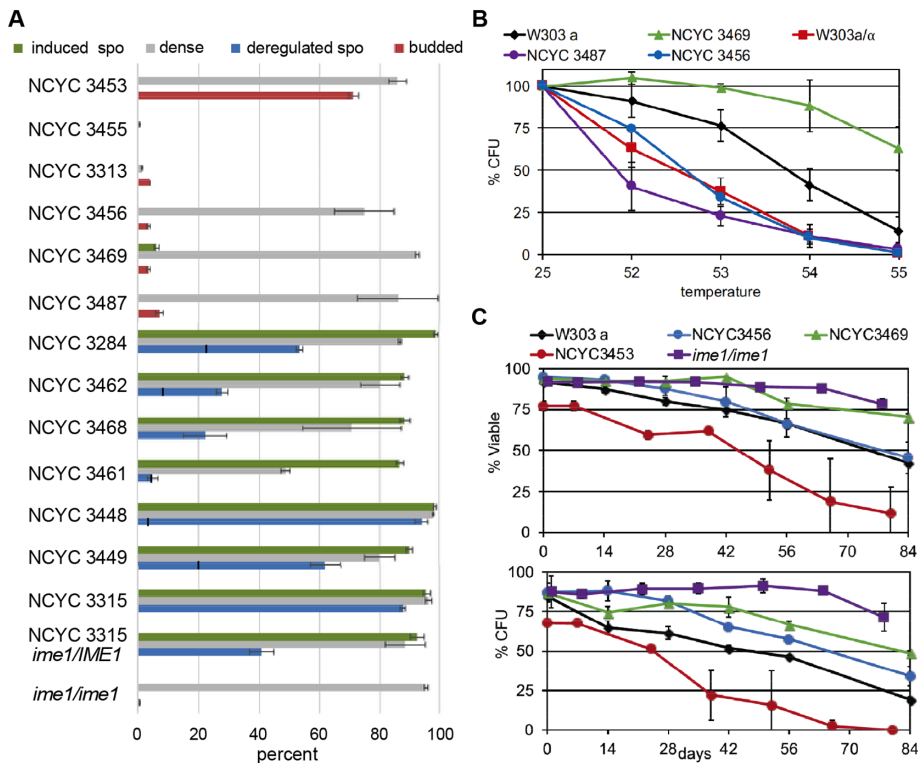 A
induced spo dense deregulated spo budded
NCYC 3453
NCYC 3455
NCYC 3313
NCYC 3456
NCYC 3469
NCYC 3487
NCYC 3284
NCYC 3462
NCYC 3468
NCYC 3461
NCYC 3448
NCYC 3449
NCYC 3315
NCYC 3315
ime1/IME1
ime1/ime1
0 20 40 60 80 100
percent
B
W303 a NCYC 3469 W303a/α
NCYC 3487 NCYC 3456
% CFU
100
75
50
25
0
25 52 53 54 55
temperature
C
W303 a NCYC3456 NCYC3469
NCYC3453 ime1/ime1
% Viable
100
75
50
25
0
0 14 28 42 56 70 84
% CFU
100
75
50
25
0
0 14 28 42 56 70 84
days